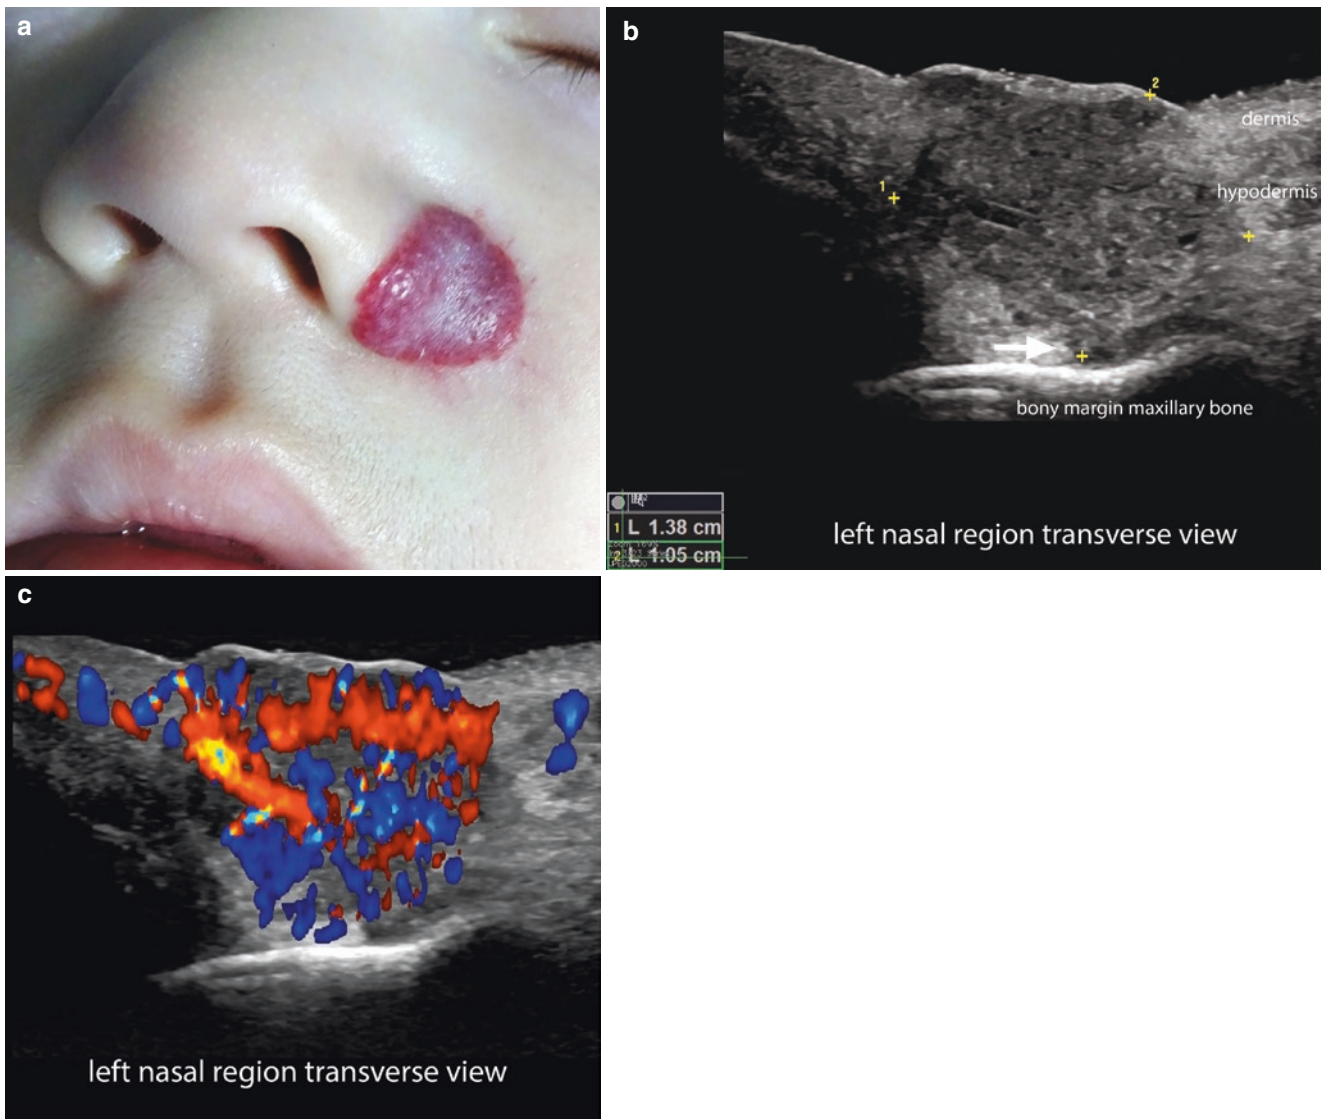 a
b
2
dermis
1
hypodermis
bony margin maxillary bone
1 L 1.38 cm
2 L 1.05 cm
left nasal region transverse view
c
left nasal region transverse view